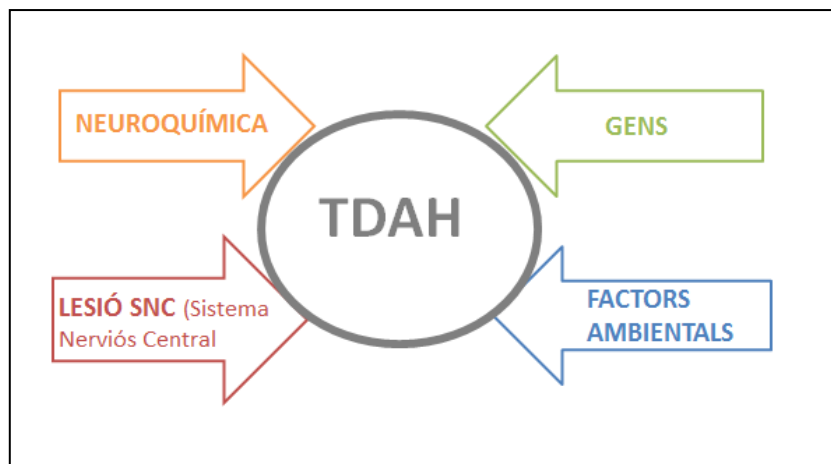 NEUROQUÍMICA
GENS
TDAH
LESIÓ SNC (Sistema
Nerviós Central
FACTORS
AMBIENTALS